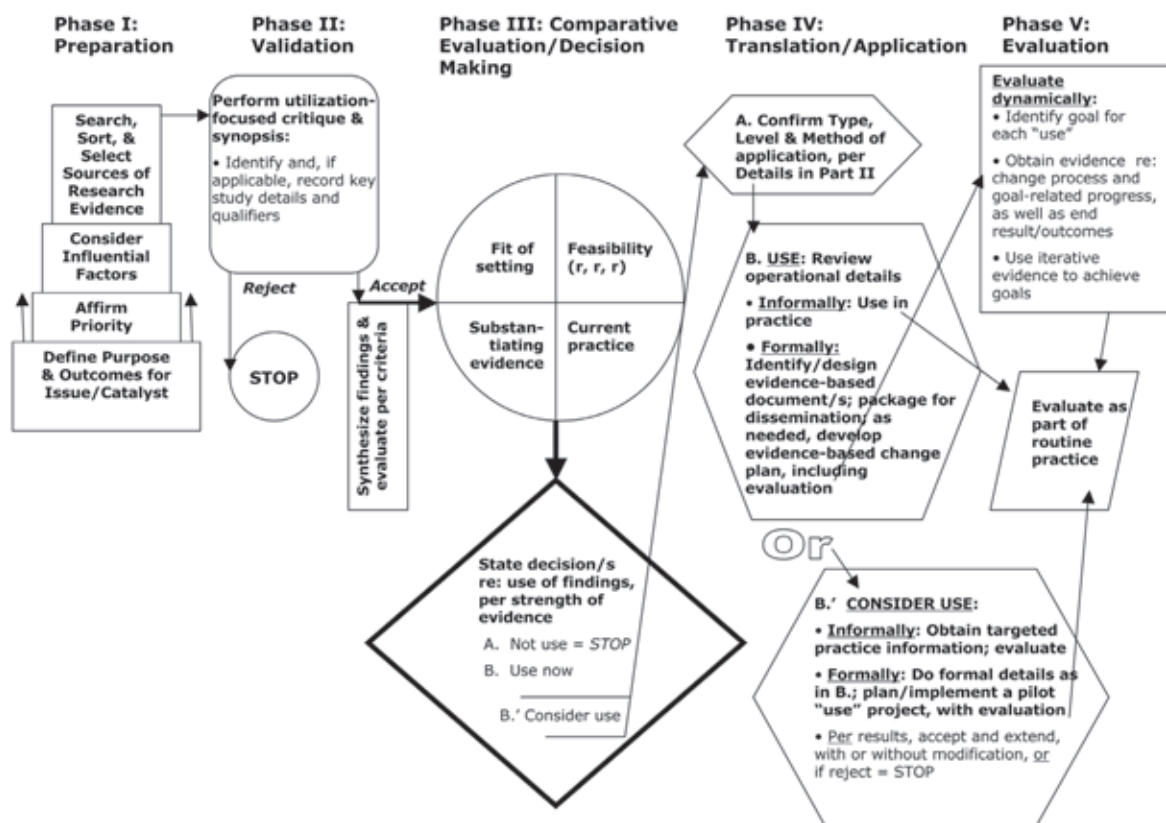 Phase I:
Preparation
Phase II:
Validation
Phase III: Comparative
Evaluation/Decision
Making
Phase IV:
Translation/Application
Phase V:
Evaluation
Search,
Sort, &
Select
Sources of
Research
Evidence
Consider
Influential
Factors
Affirm
Priority
Define Purpose
& Outcomes for
Issue/Catalyst
Perform utilization-
focused critique &
synopsis:
• Identify and, if
applicable, record key
study details and
qualifiers
Reject
STOP
Accept
Synthesize findings &
evaluate per criteria
Fit of
setting
Feasibility
(r, r, r)
Substan-
tiating
evidence
Current
practice
State decision/s
re: use of findings,
per strength of
evidence
A. Not use = STOP
B. Use now
B.' Consider use
A. Confirm Type,
Level & Method of
application, per
Details in Part II
B. USE: Review
operational details
• Informally: Use in
practice
• Formally:
Identify/design
evidence-based
document/s; package for
dissemination; as
needed, develop
evidence-based change
plan, including
evaluation
Or
B.' CONSIDER USE:
• Informally: Obtain targeted
practice information; evaluate
• Formally: Do formal details as
in B.; plan/implement a pilot
“use” project, with evaluation
• Per results, accept and extend,
with or without modification, or
if reject = STOP
Evaluate
dynamically:
• Identify goal for
each “use”
• Obtain evidence re:
change process and
goal-related progress,
as well as end
result/outcomes
• Use iterative
evidence to achieve
goals
Evaluate as
part of
routine
practice